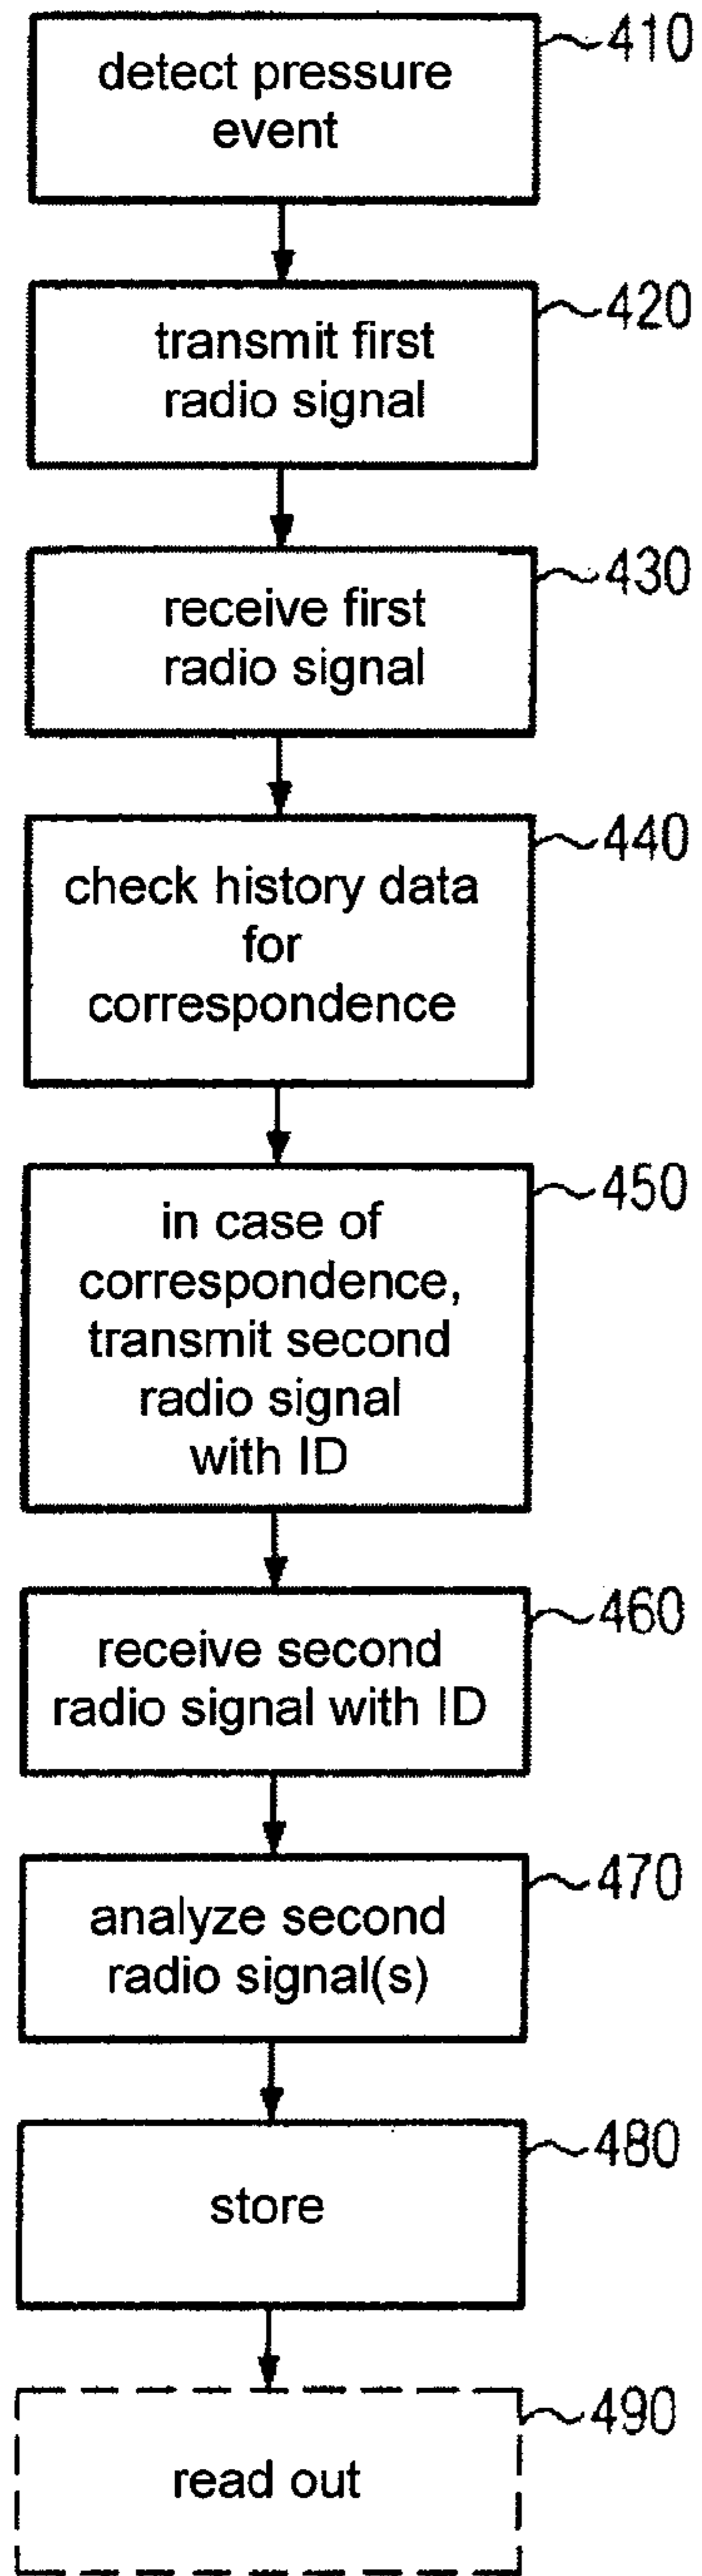 410
detect pressure
event
420
transmit first
radio signal
430
receive first
radio signal
440
check history data
for
correspondence
450
in case of
correspondence,
transmit second
radio signal
with ID
460
receive second
radio signal with ID
470
analyze second
radio signal(s)
480
store
490
read out